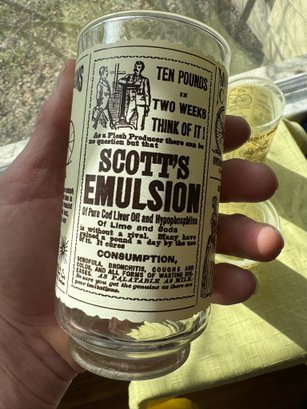 TEN POUNDS
IN
TWO WEEKS
THINK OF IT!
As a Flesh Producer there can be
no question but that
SCOTT'S
EMULSION
Of Pure Cod Liver Oil and Hypophosphites
Of Lime and Soda
is without a rival. Many have
gained a pound a day by the use
of it. It cures
CONSUMPTION,
SCROFULA, BRONCHITIS, COUGHS AND
COLDS, AND ALL FORMS OF WASTING DIS-
EASES. AS PALATABLE AS MILK.
Be sure you get the genuine as there are
poor imitations.